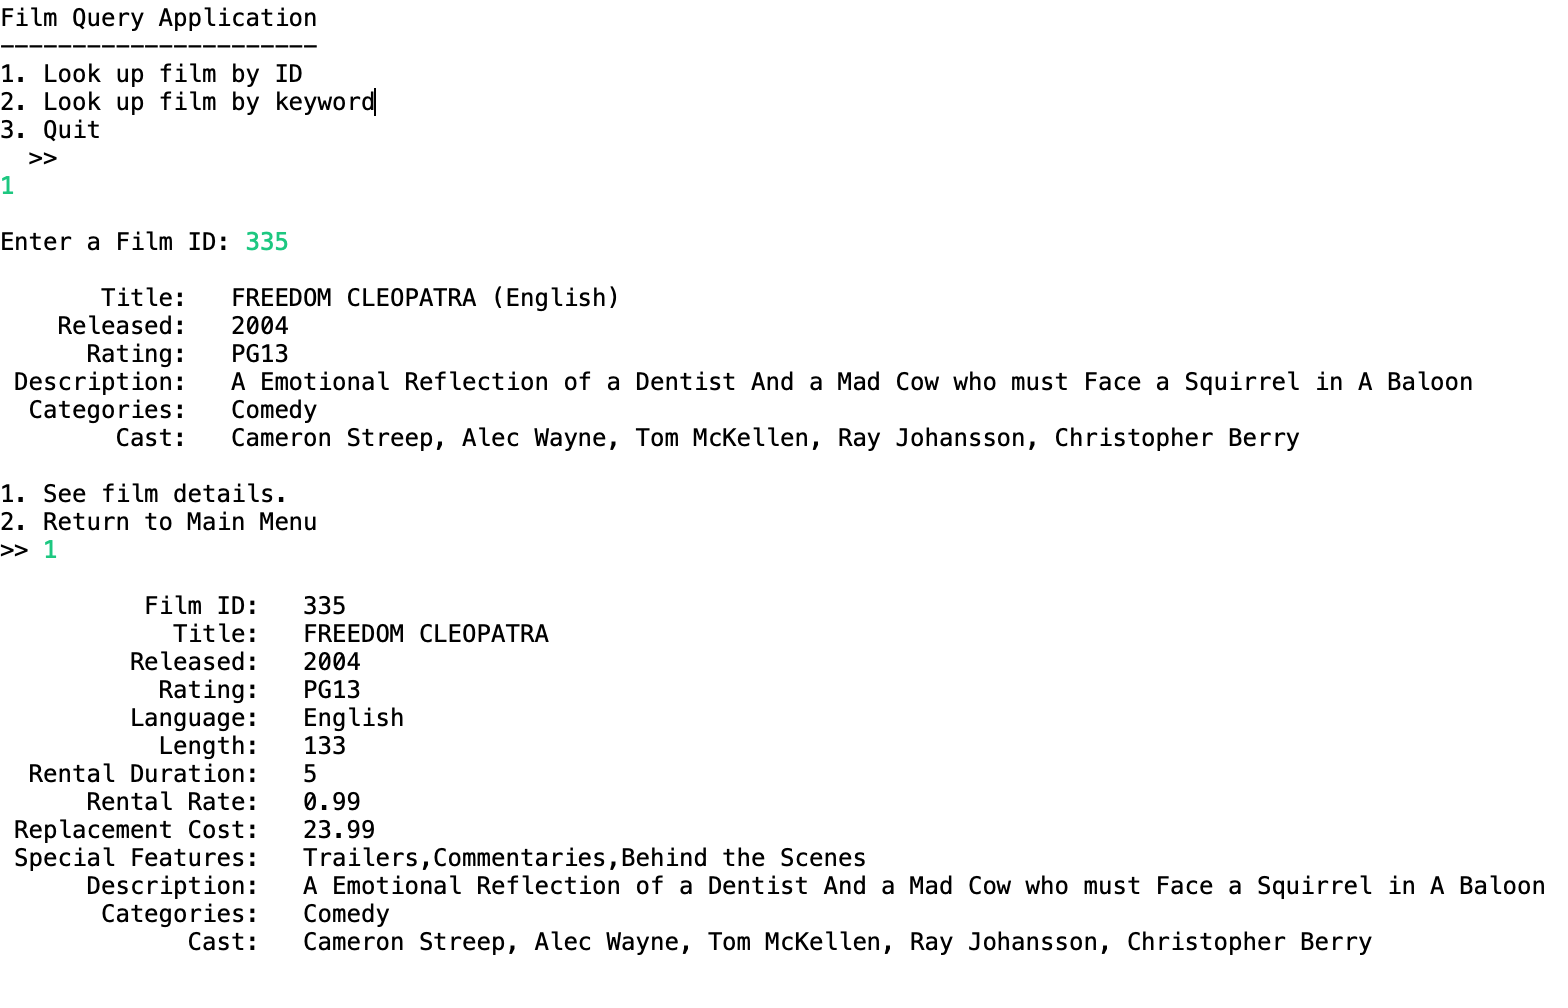 Film Query Application
----------------------
1. Look up film by ID
2. Look up film by keyword
3. Quit
  >>
1
Enter a Film ID: 335
Title:   FREEDOM CLEOPATRA (English)
Released:   2004
Rating:   PG13
Description:   A Emotional Reflection of a Dentist And a Mad Cow who must Face a Squirrel in A Baloon
Categories:   Comedy
Cast:   Cameron Streep, Alec Wayne, Tom McKellen, Ray Johansson, Christopher Berry
1. See film details.
2. Return to Main Menu
>> 1
Film ID:   335
Title:   FREEDOM CLEOPATRA
Released:   2004
Rating:   PG13
Language:   English
Length:   133
Rental Duration:   5
Rental Rate:   0.99
Replacement Cost:   23.99
Special Features:   Trailers,Commentaries,Behind the Scenes
Description:   A Emotional Reflection of a Dentist And a Mad Cow who must Face a Squirrel in A Baloon
Categories:   Comedy
Cast:   Cameron Streep, Alec Wayne, Tom McKellen, Ray Johansson, Christopher Berry